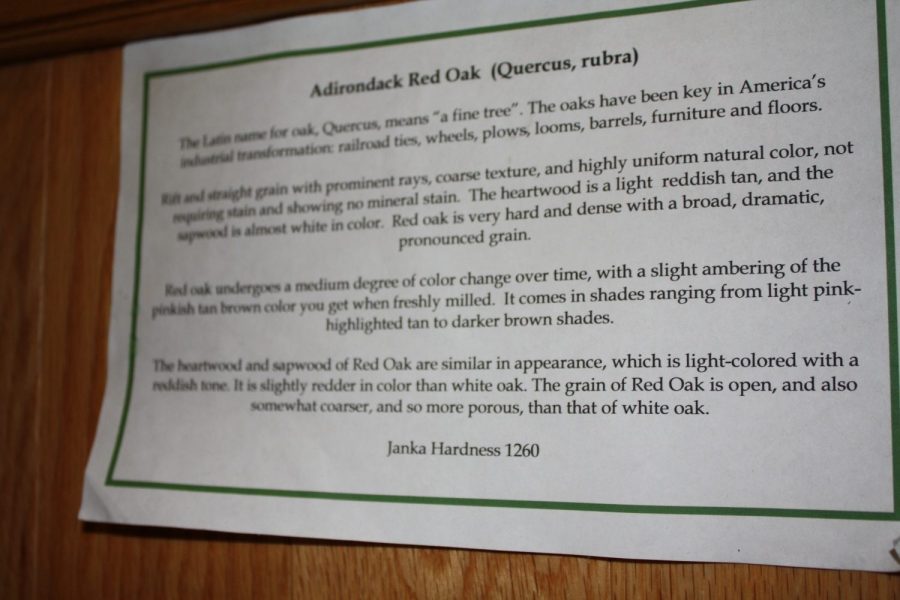 Adirondack Red Oak (Quercus, rubra)
The Latin name for oak, Quercus, means "a fine tree". The oaks have been key in America's
industrial transformation: railroad ties, wheels, plows, looms, barrels, furniture and floors.
Rift and straight grain with prominent rays, coarse texture, and highly uniform natural color, not
requiring stain and showing no mineral stain. The heartwood is a light reddish tan, and the
sapwood is almost white in color. Red oak is very hard and dense with a broad, dramatic,
pronounced grain.
Red oak undergoes a medium degree of color change over time, with a slight ambering of the
pinkish tan brown color you get when freshly milled. It comes in shades ranging from light pink-
highlighted tan to darker brown shades.
The heartwood and sapwood of Red Oak are similar in appearance, which is light-colored with a
reddish tone. It is slightly redder in color than white oak. The grain of Red Oak is open, and also
somewhat coarser, and so more porous, than that of white oak.
Janka Hardness 1260